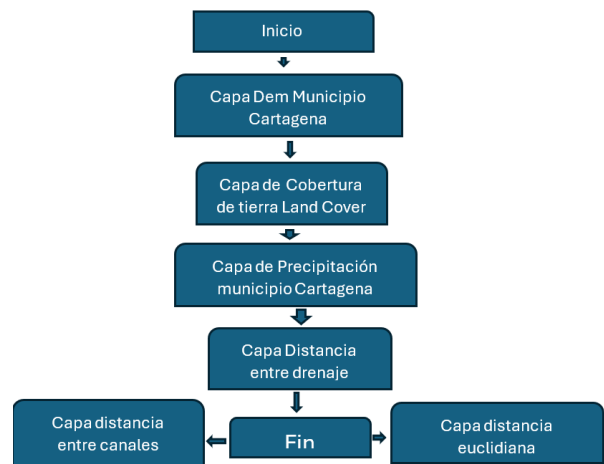 Inicio
Capa Dem Municipio
Cartagena
Capa de Cobertura
de tierra Land Cover
Capa de Precipitación
municipio Cartagena
Capa Distancia
entre drenaje
Capa distancia
entre canales
Fin
Capa distancia
euclidiana